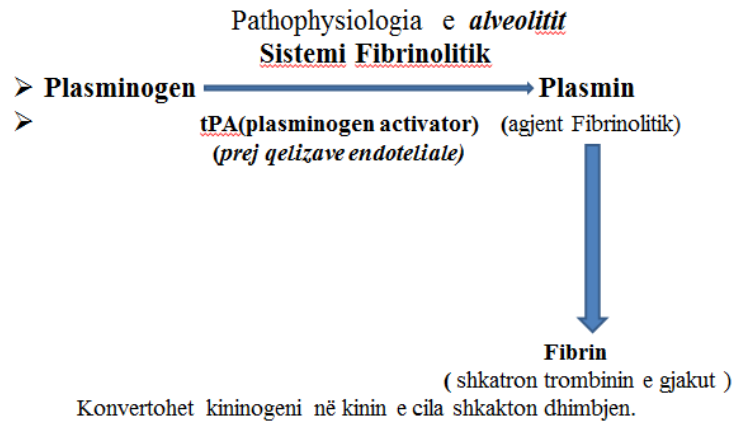 Pathophysiologia e alveolitit
Sistemi Fibrinolitik
➢ Plasminogen Plasmin
➢ tPA(plasminogen activator) (agjent Fibrinolitik)
(prej qelizave endoteliale)
Fibrin
( shkatron trombinin e gjakut )
Konvertohet kininogeni në kinin e cila shkakton dhimbjen.